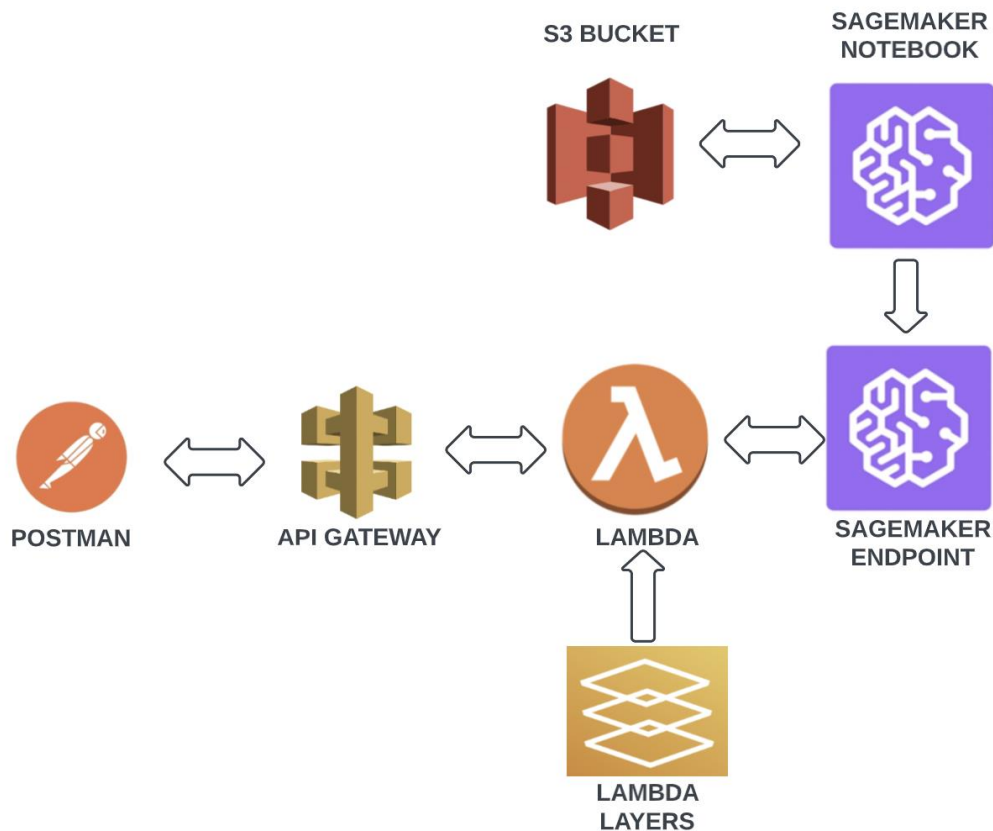 S3 BUCKET
SAGEMAKER
NOTEBOOK
POSTMAN
API GATEWAY
LAMBDA
SAGEMAKER
ENDPOINT
LAMBDA
LAYERS